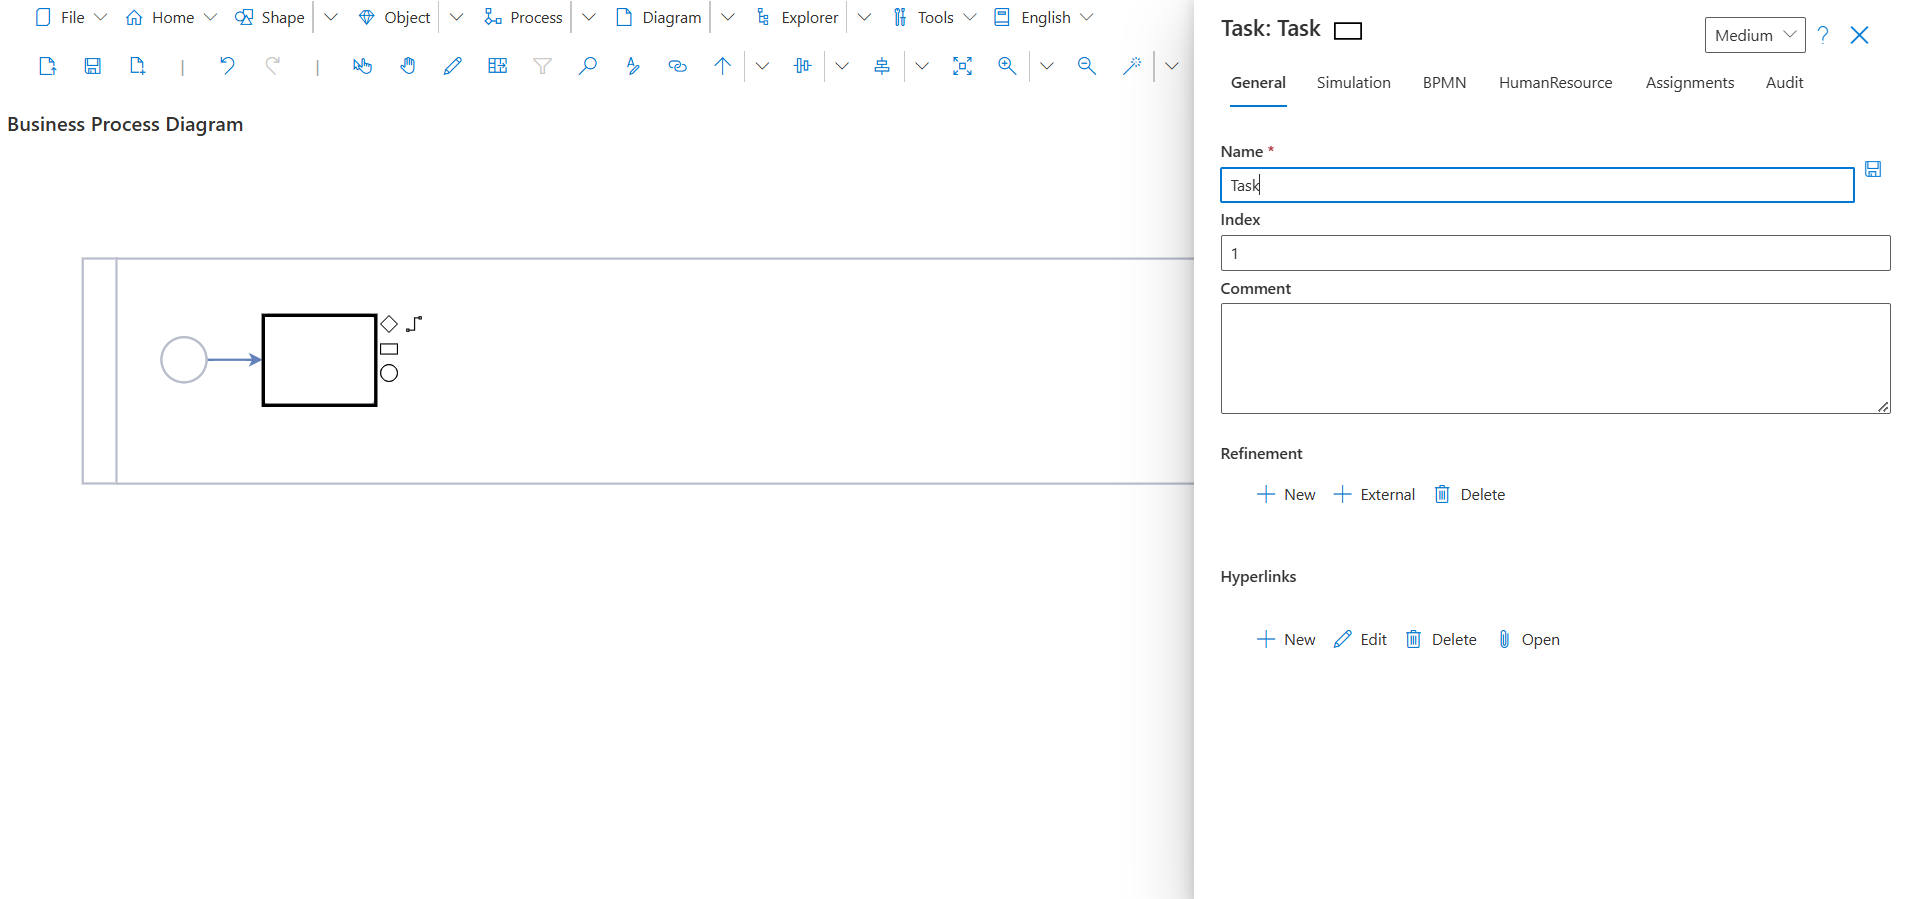 File Home Shape Object Process Diagram Explorer Tools English
Business Process Diagram
Task: Task
Medium ?
General Simulation BPMN HumanResource Assignments Audit
Name *
Task
Index
1
Comment
Refinement
New External Delete
Hyperlinks
New Edit Delete Open